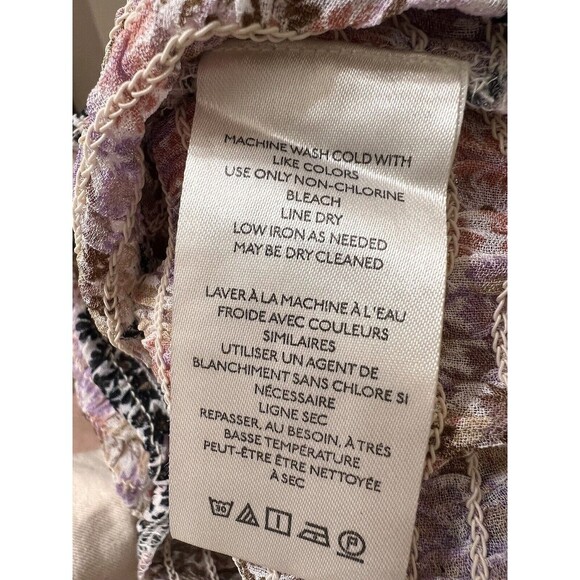 MACHINE WASH COLD WITH
LIKE COLORS
USE ONLY NON-CHLORINE
BLEACH
LINE DRY
LOW IRON AS NEEDED
MAY BE DRY CLEANED
LAVER À LA MACHINE À L'EAU
FROIDE AVEC COULEURS
SIMILAIRES
UTILISER UN AGENT DE
BLANCHIMENT SANS CHLORE SI
NÉCESSAIRE
LIGNE SEC
REPASSER, AU BESOIN, À TRÉS
BASSE TEMPÉRATURE
PEUT-ÊTRE ÊTRE NETTOYÉE
À SEC
30 P